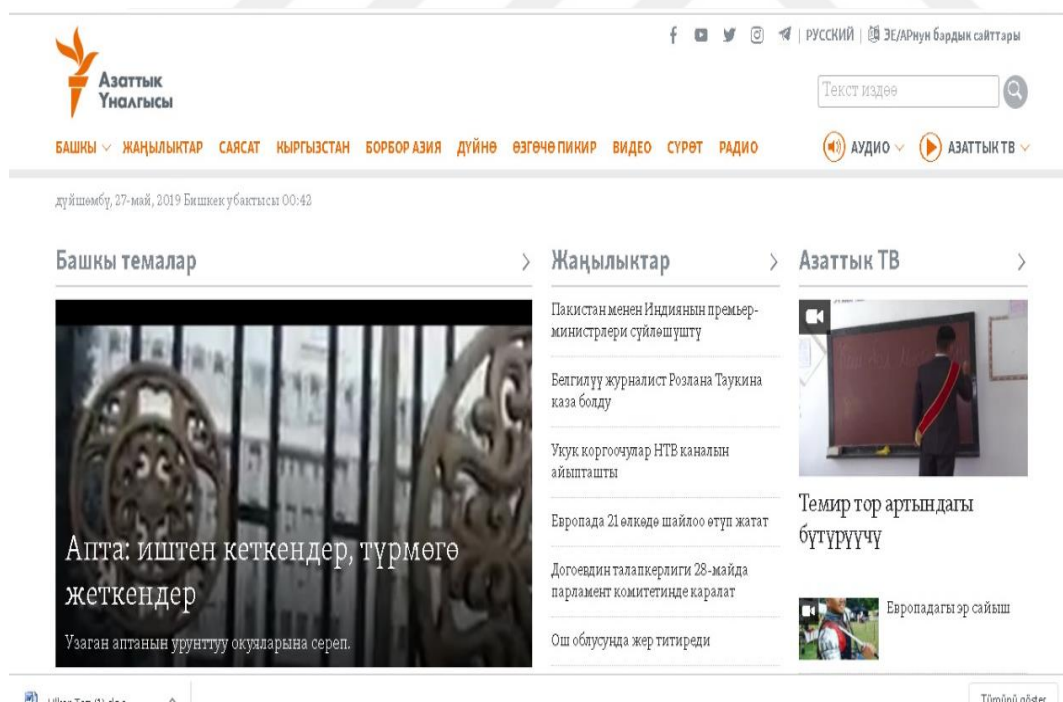 | РУССКИЙ | ЭЕ/АРнун бардык сайттары
Азаттык
Үналгысы
Текст издөө
БАШКЫ ЖАҢЫЛЫКТАР САЯСАТ КЫРГЫЗСТАН БОРБОР АЗИЯ ДҮЙНӨ ӨЗГӨЧӨ ПИКИР ВИДЕО СҮРӨТ РАДИО АУДИО АЗАТТЫК ТВ
дүйшөмбү, 27-май, 2019 Бишкек убактысы 00:42
Башкы темалар
Апта: иштен кеткендер, түрмөгө
жеткендер
Узаган аптанын урунттуу окуяларына сереп.
Жаңылыктар
Пакистан менен Индиянын премьер-
министрлери сүйлөшүштү
Белгилүү журналист Розлана Таукина
каза болду
Укук коргоочулар НТВ каналын
айыпташты
Европада 21 өлкөдө шайлоо өтүп жатат
Догоевдин талапкерлиги 28-майда
парламент комитетинде каралат
Ош облусунда жер титиреди
Азаттык ТВ
Темир тор артындагы
бүтүрүүчү
Европадагы эр сайыш
Tümünü göster